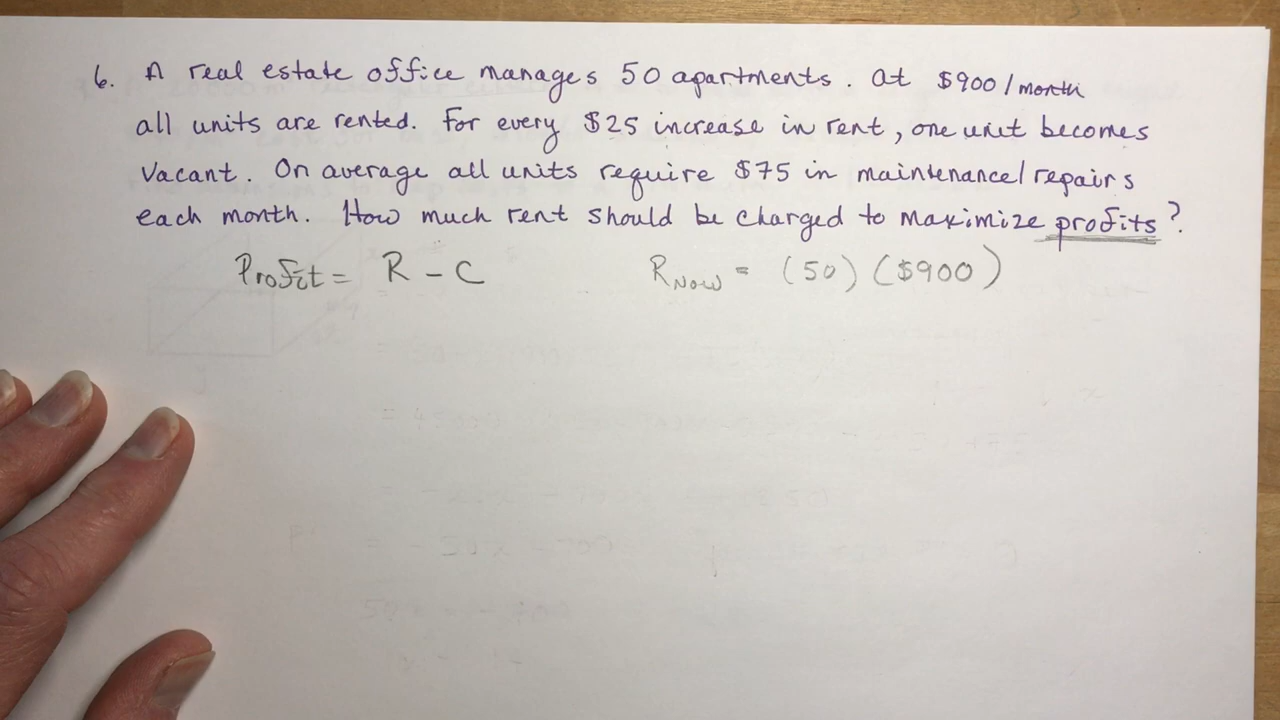 6. A real estate office manages 50 apartments. At $900/month
all units are rented. For every $25 increase in rent, one unit becomes
vacant. On average all units require $75 in maintenance/repairs
each month. How much rent should be charged to maximize profits?
Profit = R - C R Now = (50)($900)